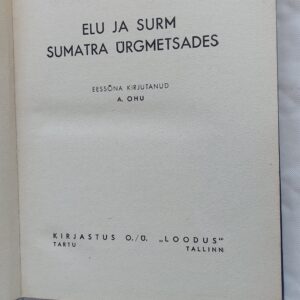 ELU JA SURM
SUMATRA ÜRGMETSADES
EESSÕNA KIRJUTANUD
A. OHU
KIRJASTUS O./Ü. „LOODUS"
TARTU TALLINN